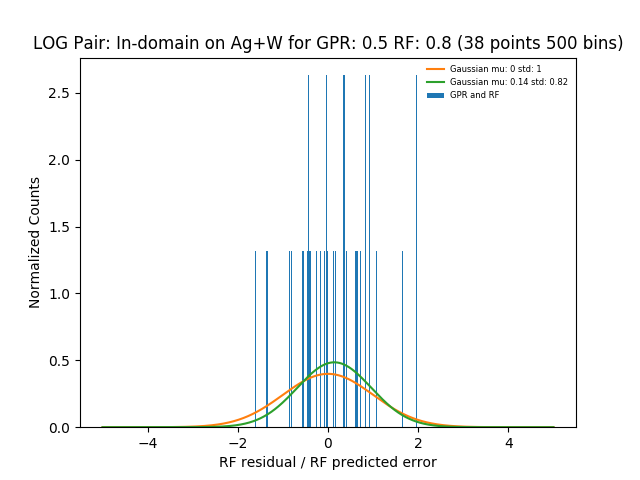 LOG Pair: In-domain on Ag+W for GPR: 0.5 RF: 0.8 (38 points 500 bins)
Gaussian mu: 0 std: 1
Gaussian mu: 0.14 std: 0.82
GPR and RF
Normalized Counts
2.5
2.0
1.5
1.0
0.5
0.0
−4 −2 0 2 4
RF residual / RF predicted error